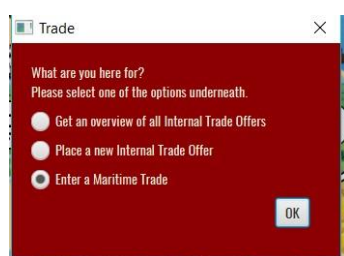 Trade
What are you here for?
Please select one of the options underneath.
Get an overview of all Internal Trade Offers
Place a new Internal Trade Offer
Enter a Maritime Trade
OK